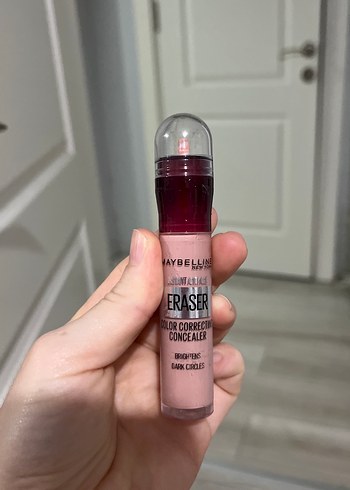 MAYBELLINE
NEW YORK
ERASER
COLOR CORRECTING
CONCEALER
BRIGHTENS
DARK CIRCLES